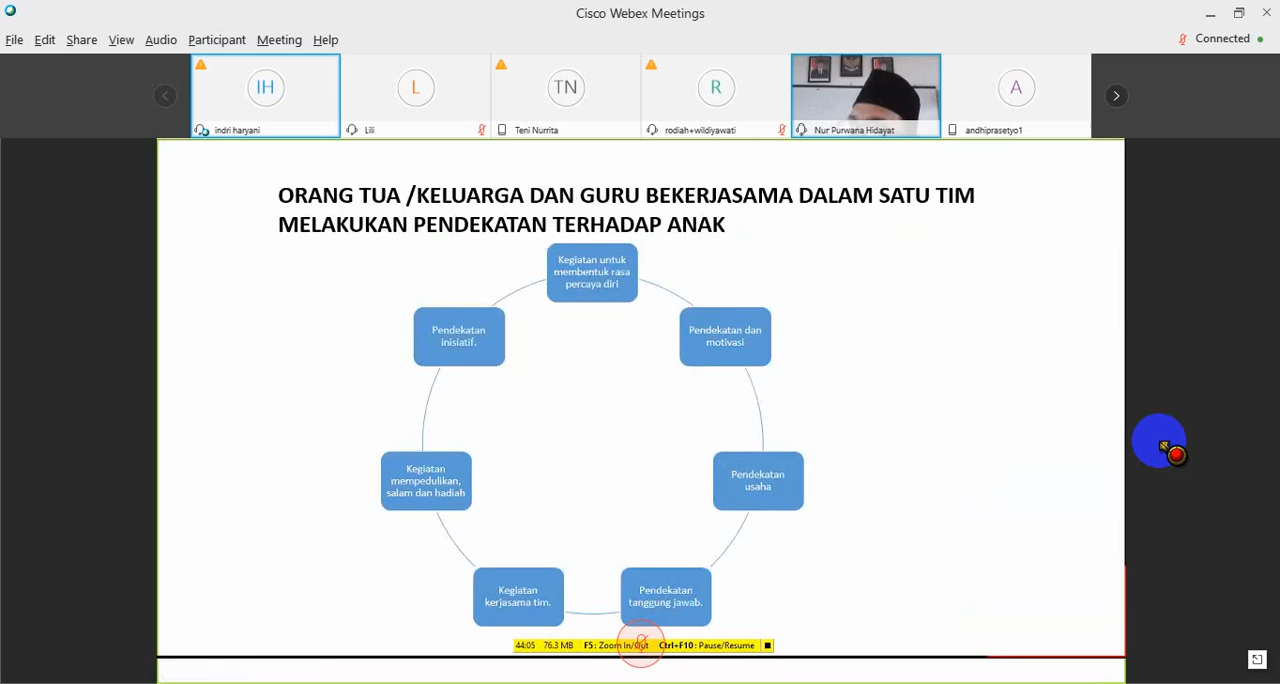 Cisco Webex Meetings
File Edit Share View Audio Participant Meeting Help
Connected
IH
L
TN
R
A
indri haryani
Lili
Teni Nurrita
rodiah+wildiyawati
Nur Purwana Hidayat
andhiprasetyo1
ORANG TUA /KELUARGA DAN GURU BEKERJASAMA DALAM SATU TIM
MELAKUKAN PENDEKATAN TERHADAP ANAK
Kegiatan untuk
membentuk rasa
percaya diri
Pendekatan dan
motivasi
Pendekatan
usaha
Pendekatan
tanggung jawab.
Kegiatan
kerjasama tim.
Kegiatan
mempedulikan,
salam dan hadiah
Pendekatan
inisiatif.
44:05 76.3 MB F5: Zoom In/Out Ctrl+F10: Pause/Resume